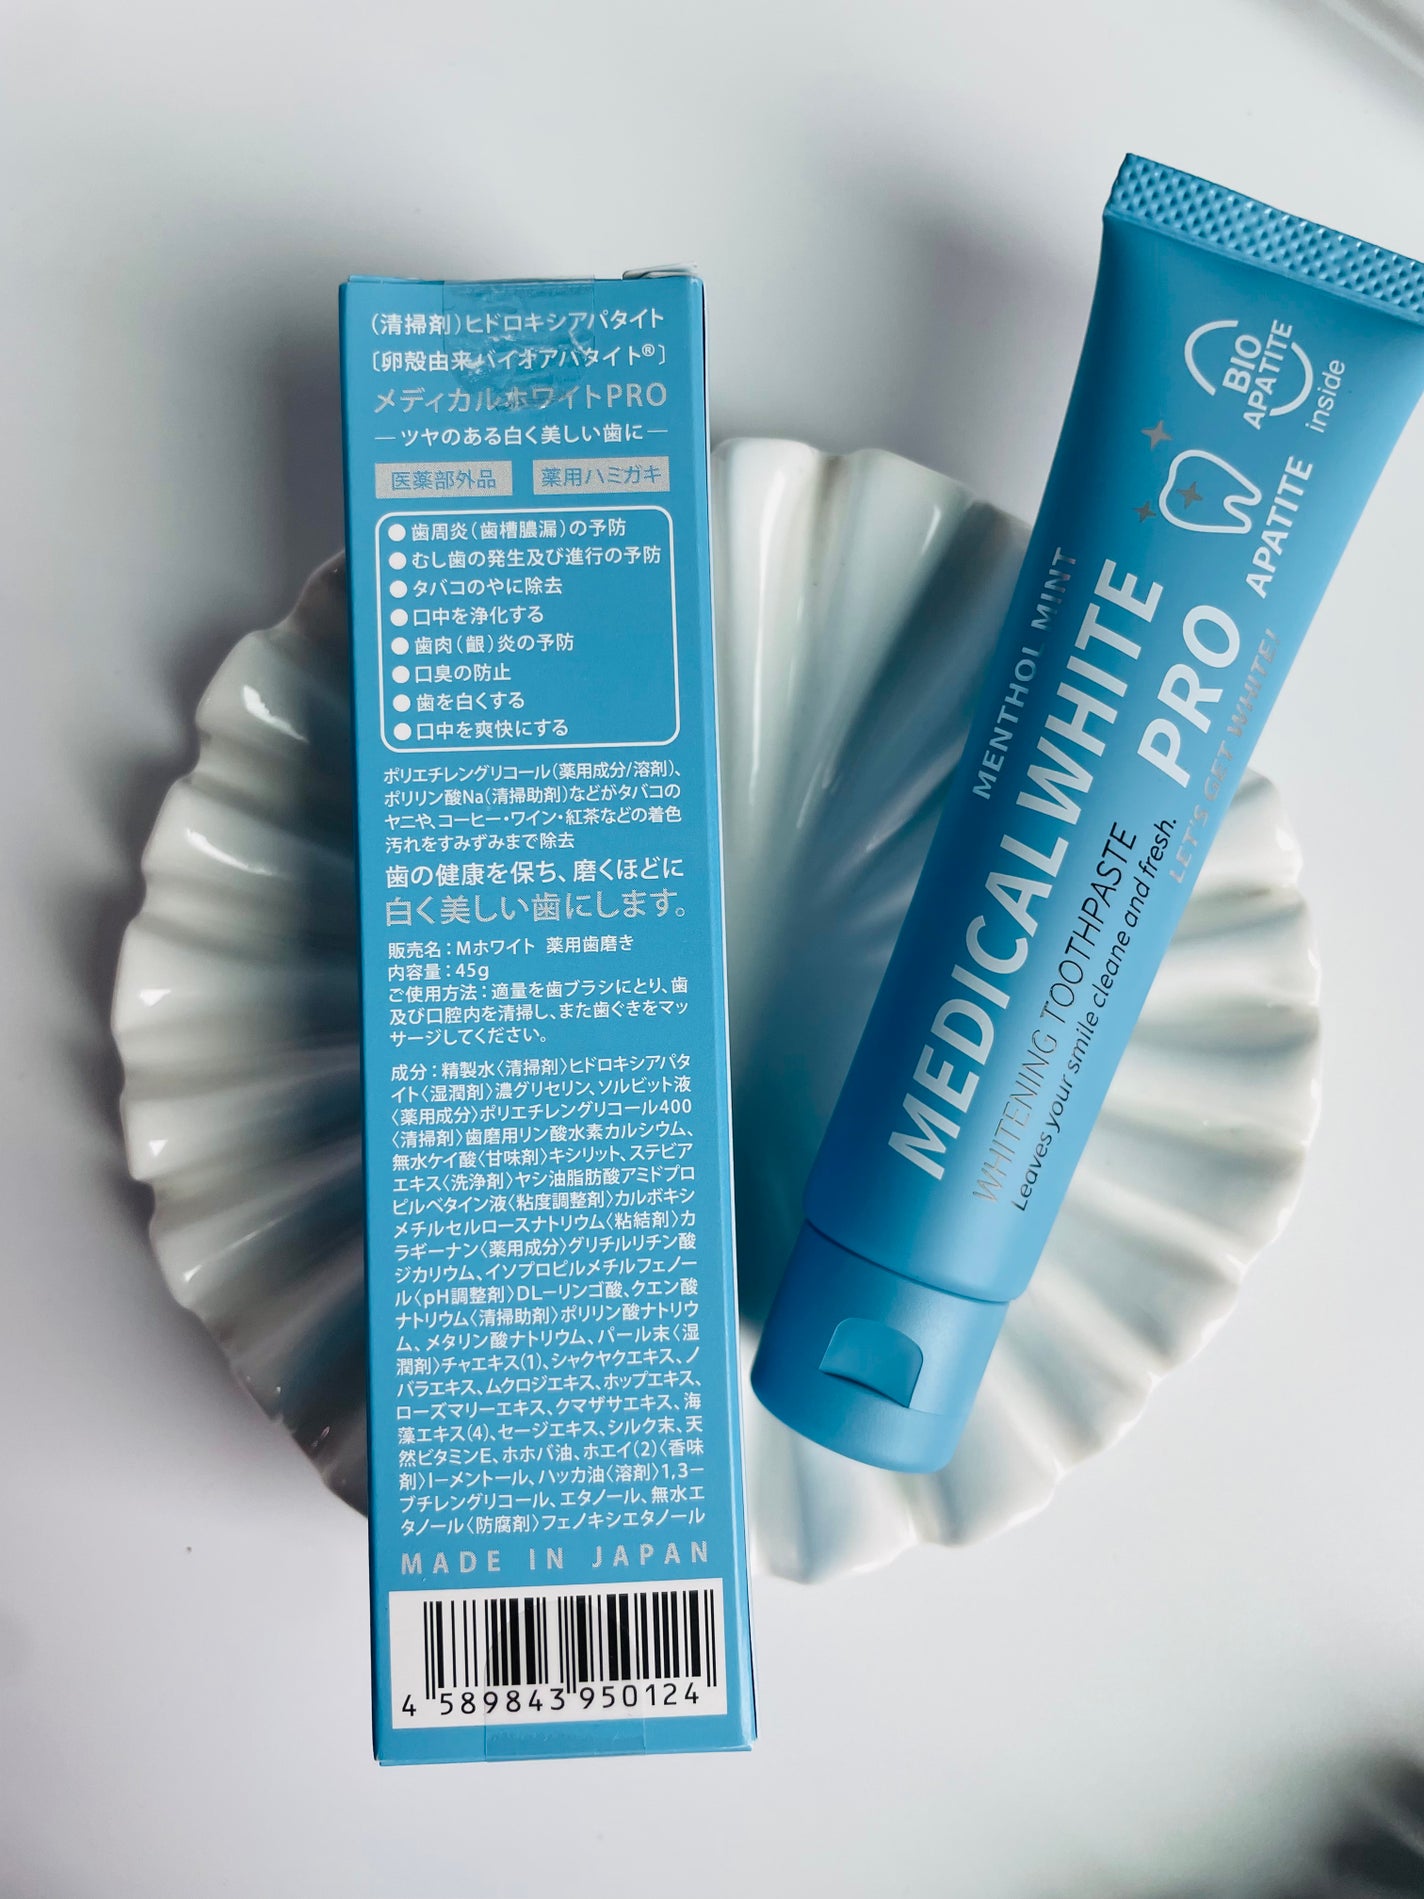 （清掃剤）ヒドロキシアパタイト
〔卵殻由来バイオアパタイト®〕
メディカルホワイトPRO
―ツヤのある白く美しい歯に―
医薬部外品 薬用ハミガキ
●歯周炎（歯槽膿漏）の予防
●むし歯の発生及び進行の予防
●タバコのやに除去
●口中を浄化する
●歯肉（齦）炎の予防
●口臭の防止
●歯を白くする
●口中を爽快にする
ポリエチレングリコール（薬用成分/溶剤）、
ポリリン酸Na（清掃助剤）などがタバコの
ヤニや、コーヒー・ワイン・紅茶などの着色
汚れをすみずみまで除去
歯の健康を保ち、磨くほどに
白く美しい歯にします。
販売名：Mホワイト 薬用歯磨き
内容量：45g
ご使用方法：適量を歯ブラシにとり、歯
及び口腔内を清掃し、また歯ぐきをマッ
サージしてください。
成分：精製水〈清掃剤〉ヒドロキシアパタ
イト〈湿潤剤〉濃グリセリン、ソルビット液
〈薬用成分〉ポリエチレングリコール400
〈清掃剤〉歯磨用リン酸水素カルシウム、
無水ケイ酸〈甘味剤〉キシリット、ステビア
エキス〈洗浄剤〉ヤシ油脂肪酸アミドプロ
ピルベタイン液〈粘度調整剤〉カルボキシ
メチルセルロースナトリウム〈粘結剤〉カ
ラギーナン〈薬用成分〉グリチルリチン酸
ジカリウム、イソプロピルメチルフェノー
ル〈pH調整剤〉DL－リンゴ酸、クエン酸
ナトリウム〈清掃助剤〉ポリリン酸ナトリウ
ム、メタリン酸ナトリウム、パール末〈湿
潤剤〉チャエキス(1)、シャクヤクエキス、ノ
バラエキス、ムクロジエキス、ホップエキス、
ローズマリーエキス、クマザサエキス、海
藻エキス(4)、セージエキス、シルク末、天
然ビタミンE、ホホバ油、ホエイ(2)〈香味
剤〉l－メントール、ハッカ油〈溶剤〉1,3－
ブチレングリコール、エタノール、無水エ
タノール〈防腐剤〉フェノキシエタノール
MADE IN JAPAN
4 589843 950124
MENTHOL MINT
MEDICAL WHITE
PRO
APATITE
WHITENING TOOTHPASTE
Leaves your smile cleane and fresh.
LET'S GET WHITE!
BIO
APATITE
inside